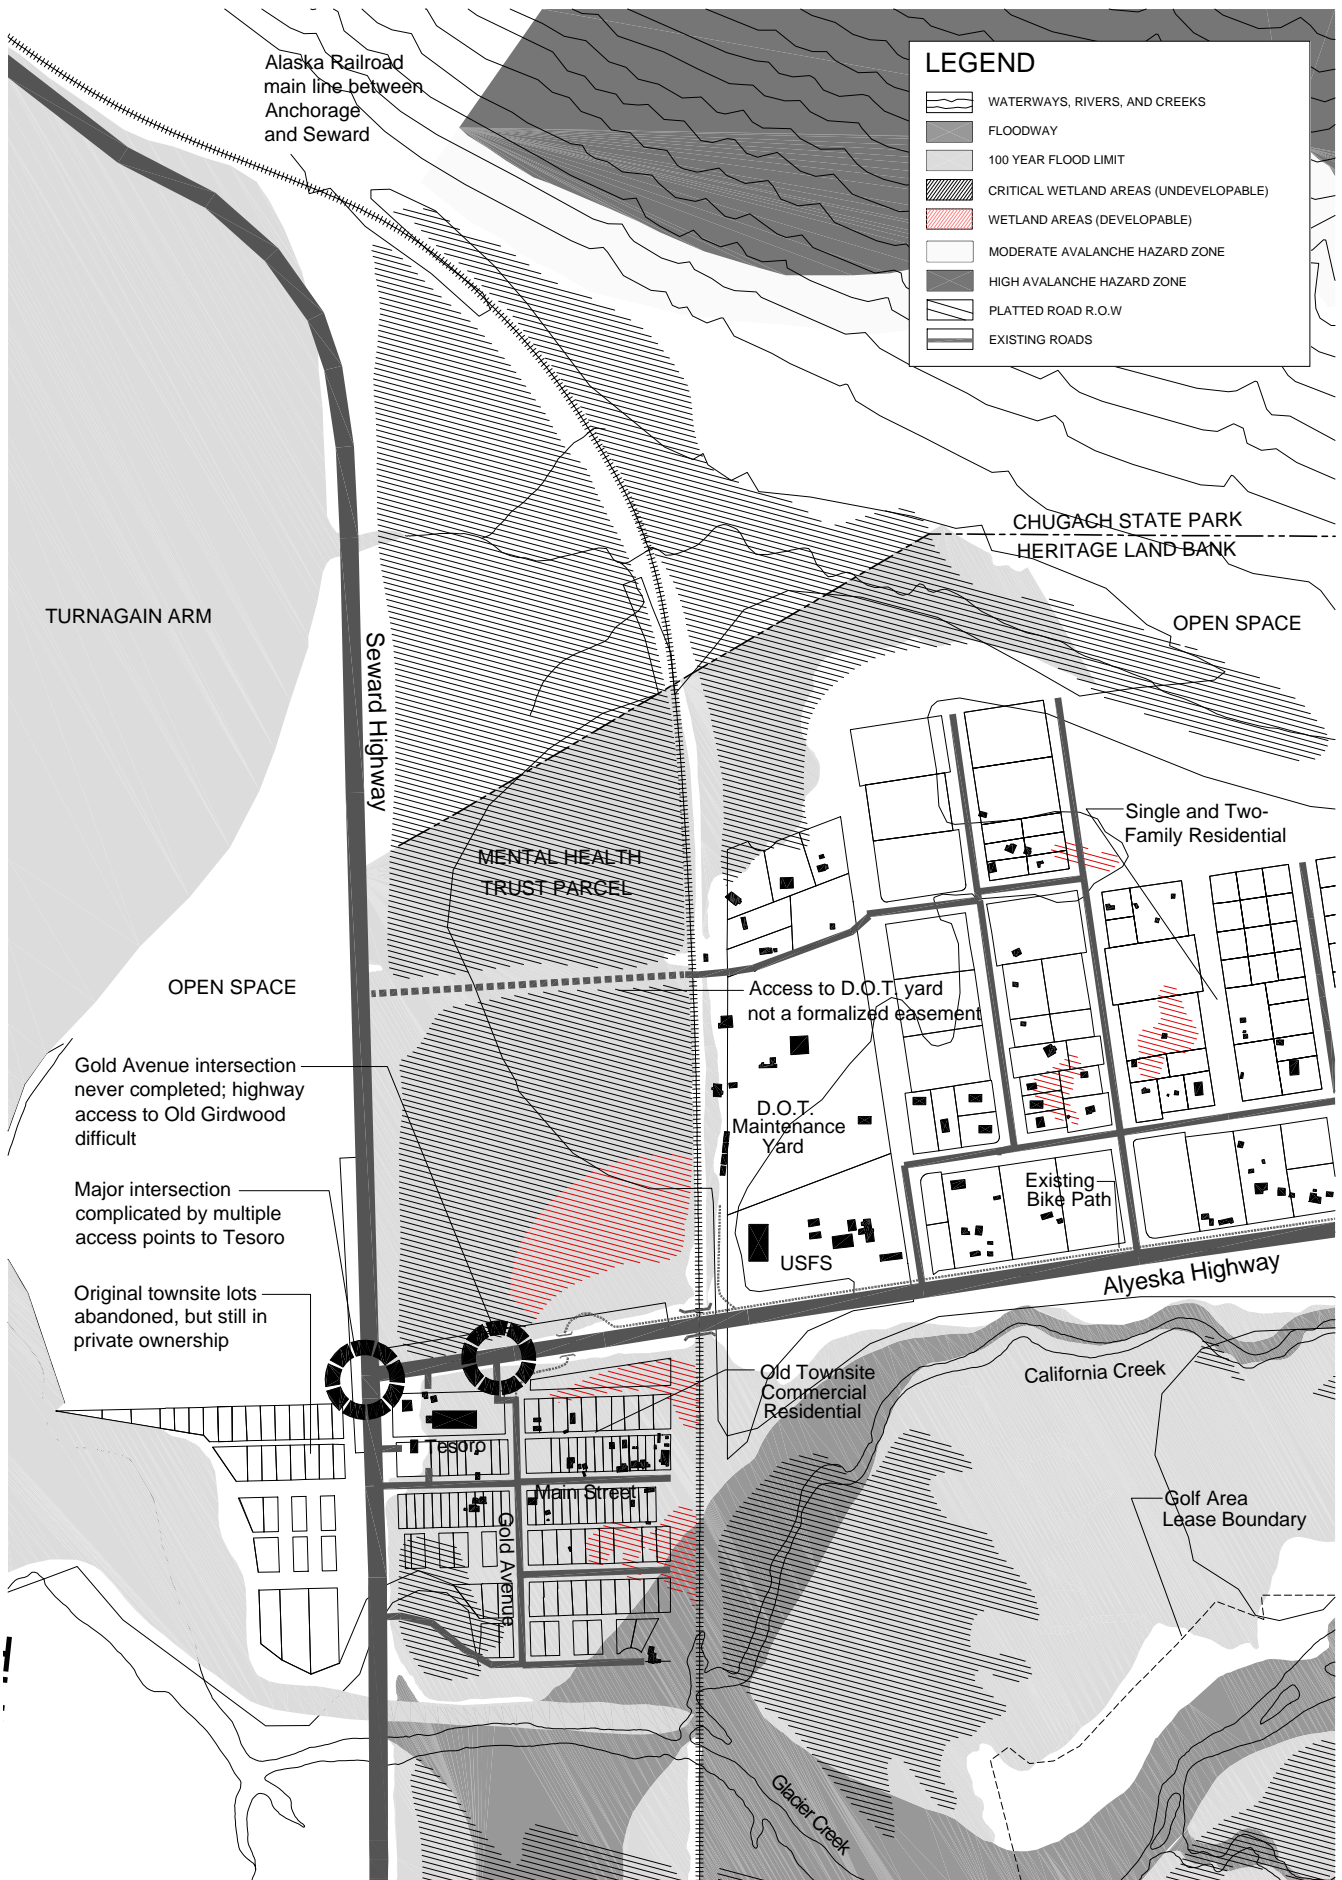 Alaska Railroad
main line between
Anchorage
and Seward
LEGEND
WATERWAYS, RIVERS, AND CREEKS
FLOODWAY
100 YEAR FLOOD LIMIT
CRITICAL WETLAND AREAS (UNDEVELOPABLE)
WETLAND AREAS (DEVELOPABLE)
MODERATE AVALANCHE HAZARD ZONE
HIGH AVALANCHE HAZARD ZONE
PLATTED ROAD R.O.W
EXISTING ROADS
CHUGACH STATE PARK
HERITAGE LAND BANK
TURNAGAIN ARM
OPEN SPACE
Seward Highway
Single and Two-
Family Residential
MENTAL HEALTH
TRUST PARCEL
OPEN SPACE
Access to D.O.T. yard
not a formalized easement
Gold Avenue intersection
never completed; highway
access to Old Girdwood
difficult
D.O.T.
Maintenance
Yard
Major intersection
complicated by multiple
access points to Tesoro
Existing
Bike Path
USFS
Alyeska Highway
Original townsite lots
abandoned, but still in
private ownership
Old Townsite
Commercial
Residential
California Creek
Tesoro
Main Street
Gold Avenue
Golf Area
Lease Boundary
Glacier Creek